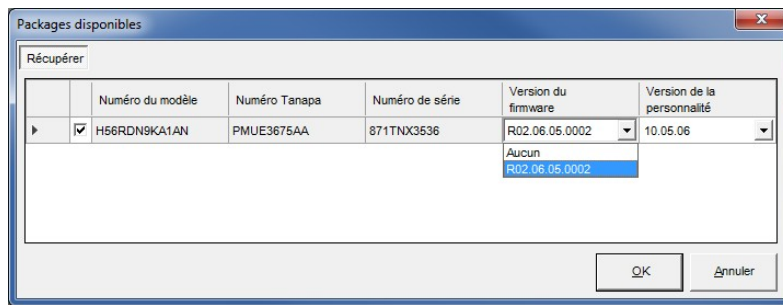 Packages disponibles
Récupérer
Numéro du modèle
Numéro Tanapa
Numéro de série
Version du
firmware
Version de la
personnalité
H56RDN9KA1AN
PMUE3675AA
871TNX3536
R02.06.05.0002
10.05.06
Aucun
R02.06.05.0002
OK
Annuler